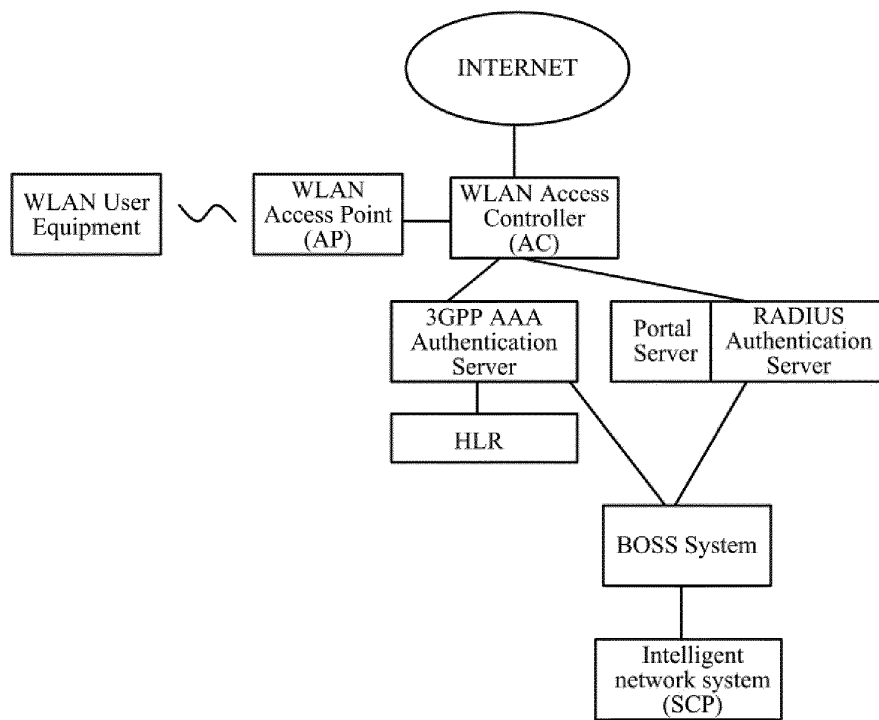 INTERNET
WLAN User
Equipment
WLAN
Access Point
(AP)
WLAN Access
Controller
(AC)
3GPP AAA
Authentication
Server
Portal
Server
RADIUS
Authentication
Server
HLR
BOSS System
Intelligent
network system
(SCP)